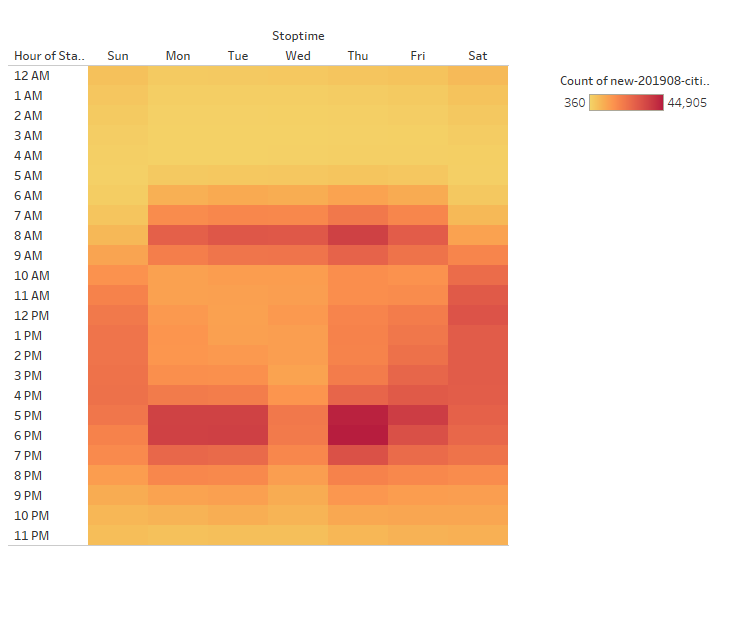 Stoptime
Hour of Sta.. Sun Mon Tue Wed Thu Fri Sat
12 AM
1 AM
2 AM
3 AM
4 AM
5 AM
6 AM
7 AM
8 AM
9 AM
10 AM
11 AM
12 PM
1 PM
2 PM
3 PM
4 PM
5 PM
6 PM
7 PM
8 PM
9 PM
10 PM
11 PM
Count of new-201908-citi..
360 44,905